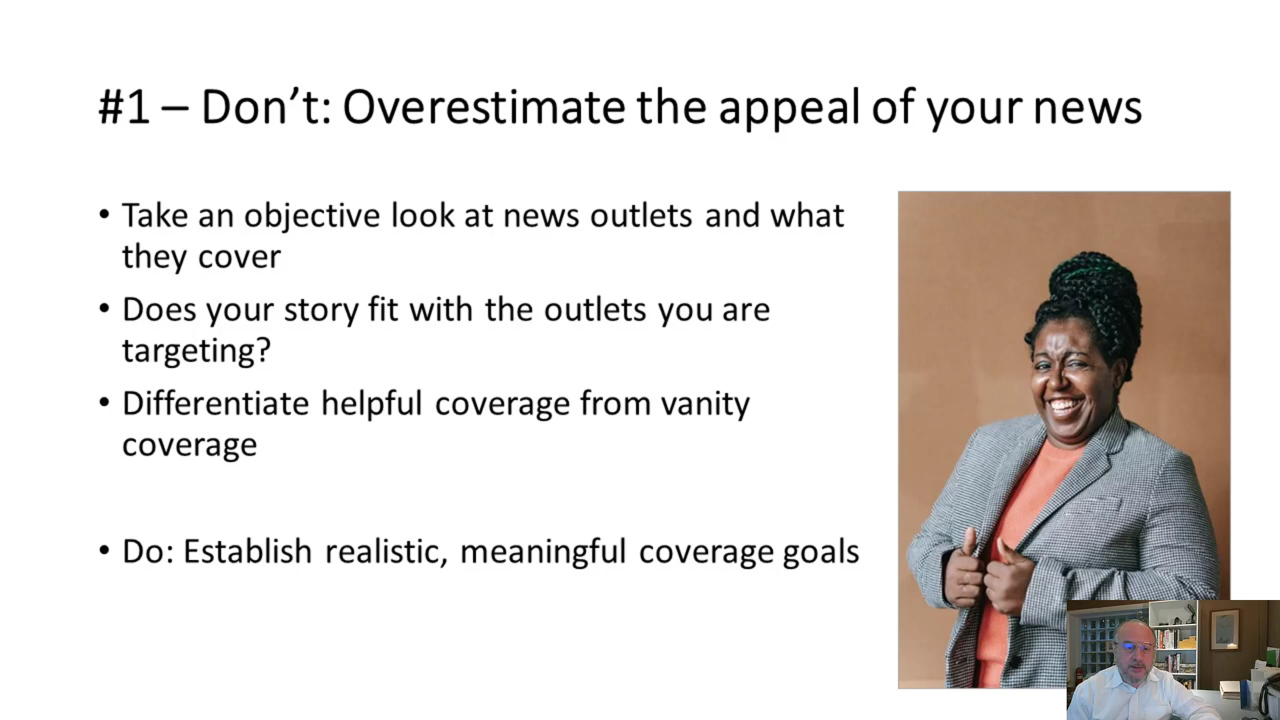 #1 – Don’t: Overestimate the appeal of your news
• Take an objective look at news outlets and what
they cover
• Does your story fit with the outlets you are
targeting?
• Differentiate helpful coverage from vanity
coverage
• Do: Establish realistic, meaningful coverage goals